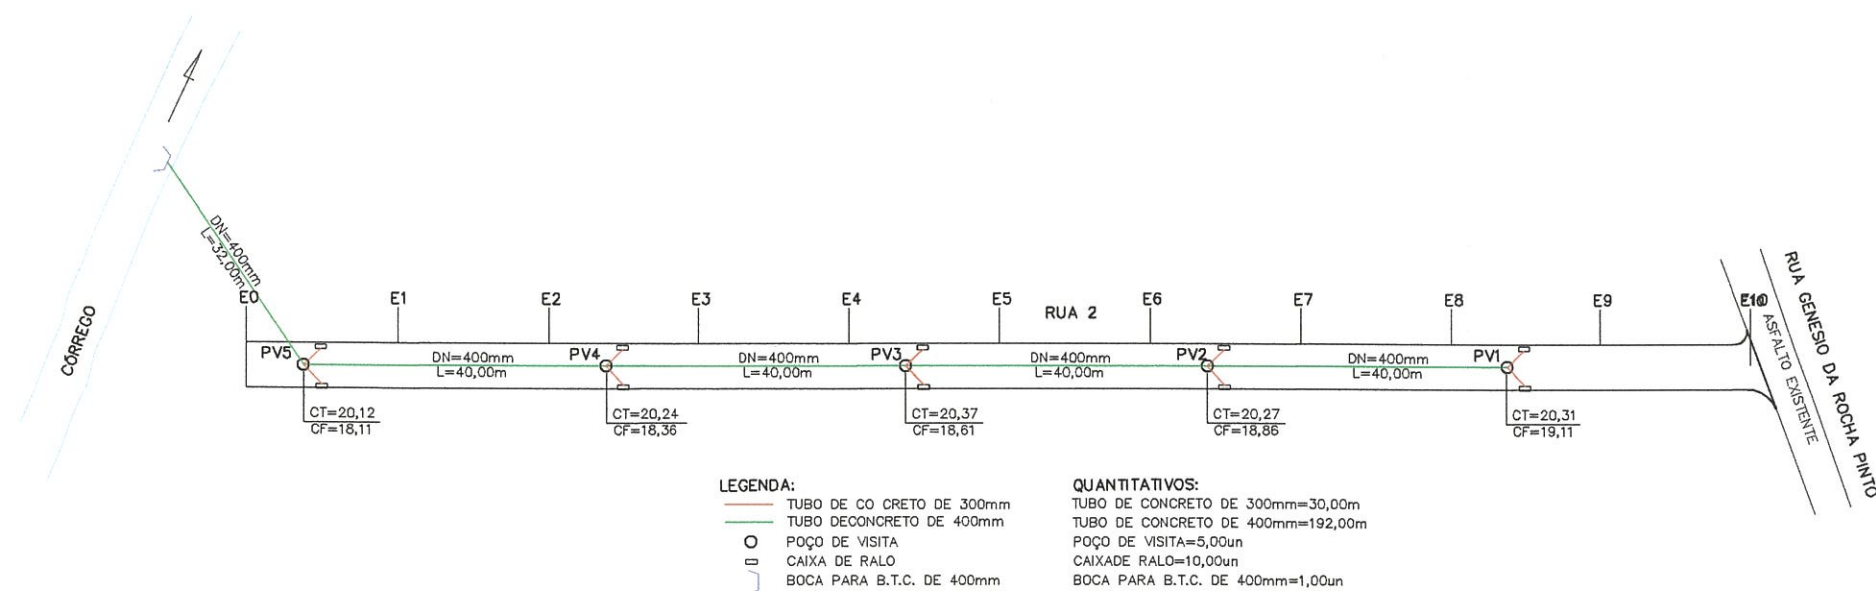 CÓRREGO
DN=400mm
L=32,00m
E0
E1
E2
E3
E4
E5
RUA 2
E6
E7
E8
E9
RUA GENESIO DA ROCHA PINTO
ASFALTO EXISTENTE
PV5
DN=400mm
L=40,00m
PV4
DN=400mm
L=40,00m
PV3
DN=400mm
L=40,00m
PV2
DN=400mm
L=40,00m
PV1
CT=20,12
CF=18,11
CT=20,24
CF=18,36
CT=20,37
CF=18,61
CT=20,27
CF=18,86
CT=20,31
CF=19,11
LEGENDA:
TUBO DE CO CRETO DE 300mm
TUBO DECONCRETO DE 400mm
POÇO DE VISITA
CAIXA DE RALO
BOCA PARA B.T.C. DE 400mm
QUANTITATIVOS:
TUBO DE CONCRETO DE 300mm=30,00m
TUBO DE CONCRETO DE 400mm=192,00m
POÇO DE VISITA=5,00un
CAIXADE RALO=10,00un
BOCA PARA B.T.C. DE 400mm=1,00un